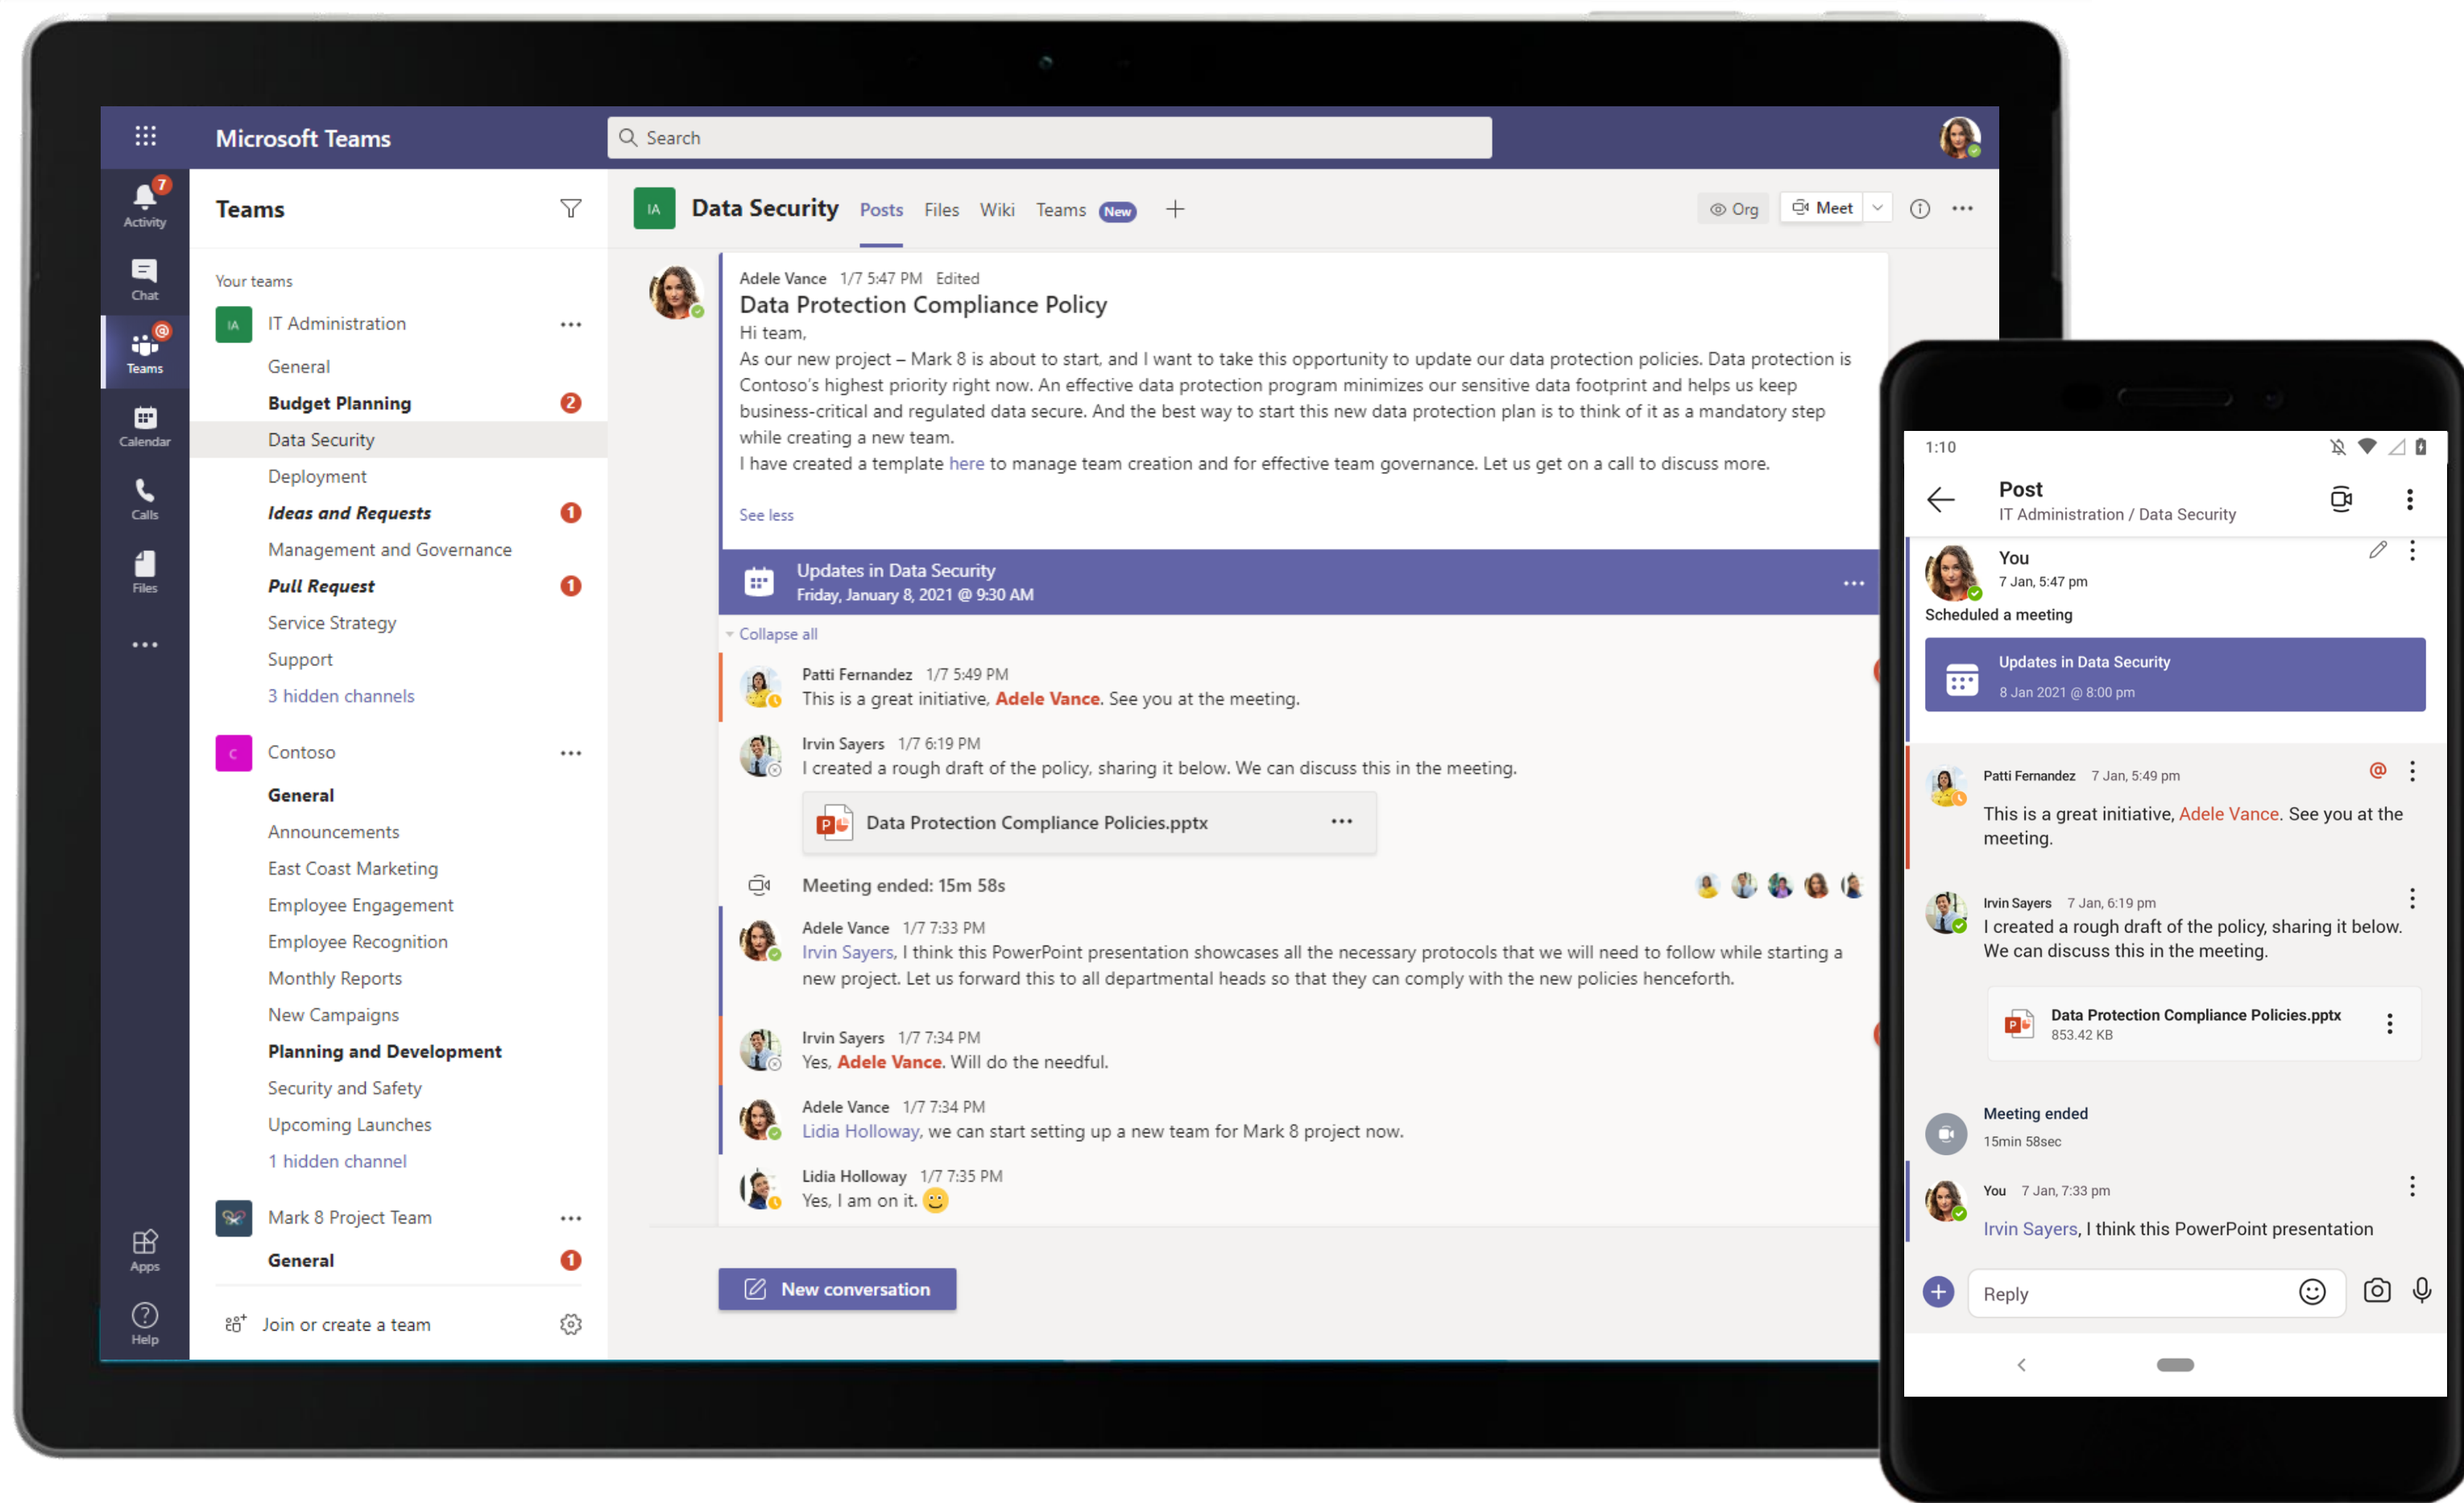 Microsoft Teams
Search
7
Activity
Chat
@
Teams
Calendar
Calls
Files
Apps
Help
Teams
Your teams
IA
IT Administration
General
Budget Planning 2
Data Security
Deployment
Ideas and Requests 1
Management and Governance
Pull Request 1
Service Strategy
Support
3 hidden channels
C
Contoso
General
Announcements
East Coast Marketing
Employee Engagement
Employee Recognition
Monthly Reports
New Campaigns
Planning and Development
Security and Safety
Upcoming Launches
1 hidden channel
Mark 8 Project Team
General 1
Join or create a team
IA Data Security Posts Files Wiki Teams New Org Meet
Adele Vance 1/7 5:47 PM Edited
Data Protection Compliance Policy
Hi team,
As our new project – Mark 8 is about to start, and I want to take this opportunity to update our data protection policies. Data protection is
Contoso's highest priority right now. An effective data protection program minimizes our sensitive data footprint and helps us keep
business-critical and regulated data secure. And the best way to start this new data protection plan is to think of it as a mandatory step
while creating a new team.
I have created a template here to manage team creation and for effective team governance. Let us get on a call to discuss more.
See less
Updates in Data Security
Friday, January 8, 2021 @ 9:30 AM
Collapse all
Patti Fernandez 1/7 5:49 PM
This is a great initiative, Adele Vance. See you at the meeting.
Irvin Sayers 1/7 6:19 PM
I created a rough draft of the policy, sharing it below. We can discuss this in the meeting.
P Data Protection Compliance Policies.pptx
Meeting ended: 15m 58s
Adele Vance 1/7 7:33 PM
Irvin Sayers, I think this PowerPoint presentation showcases all the necessary protocols that we will need to follow while starting a
new project. Let us forward this to all departmental heads so that they can comply with the new policies henceforth.
Irvin Sayers 1/7 7:34 PM
Yes, Adele Vance. Will do the needful.
Adele Vance 1/7 7:34 PM
Lidia Holloway, we can start setting up a new team for Mark 8 project now.
Lidia Holloway 1/7 7:35 PM
Yes, I am on it.
New conversation
1:10
Post
IT Administration / Data Security
You
7 Jan, 5:47 pm
Scheduled a meeting
Updates in Data Security
8 Jan 2021 @ 8:00 pm
Patti Fernandez 7 Jan, 5:49 pm @
This is a great initiative, Adele Vance. See you at the
meeting.
Irvin Sayers 7 Jan, 6:19 pm
I created a rough draft of the policy, sharing it below.
We can discuss this in the meeting.
P Data Protection Compliance Policies.pptx
853.42 KB
Meeting ended
15min 58sec
You 7 Jan, 7:33 pm
Irvin Sayers, I think this PowerPoint presentation
Reply